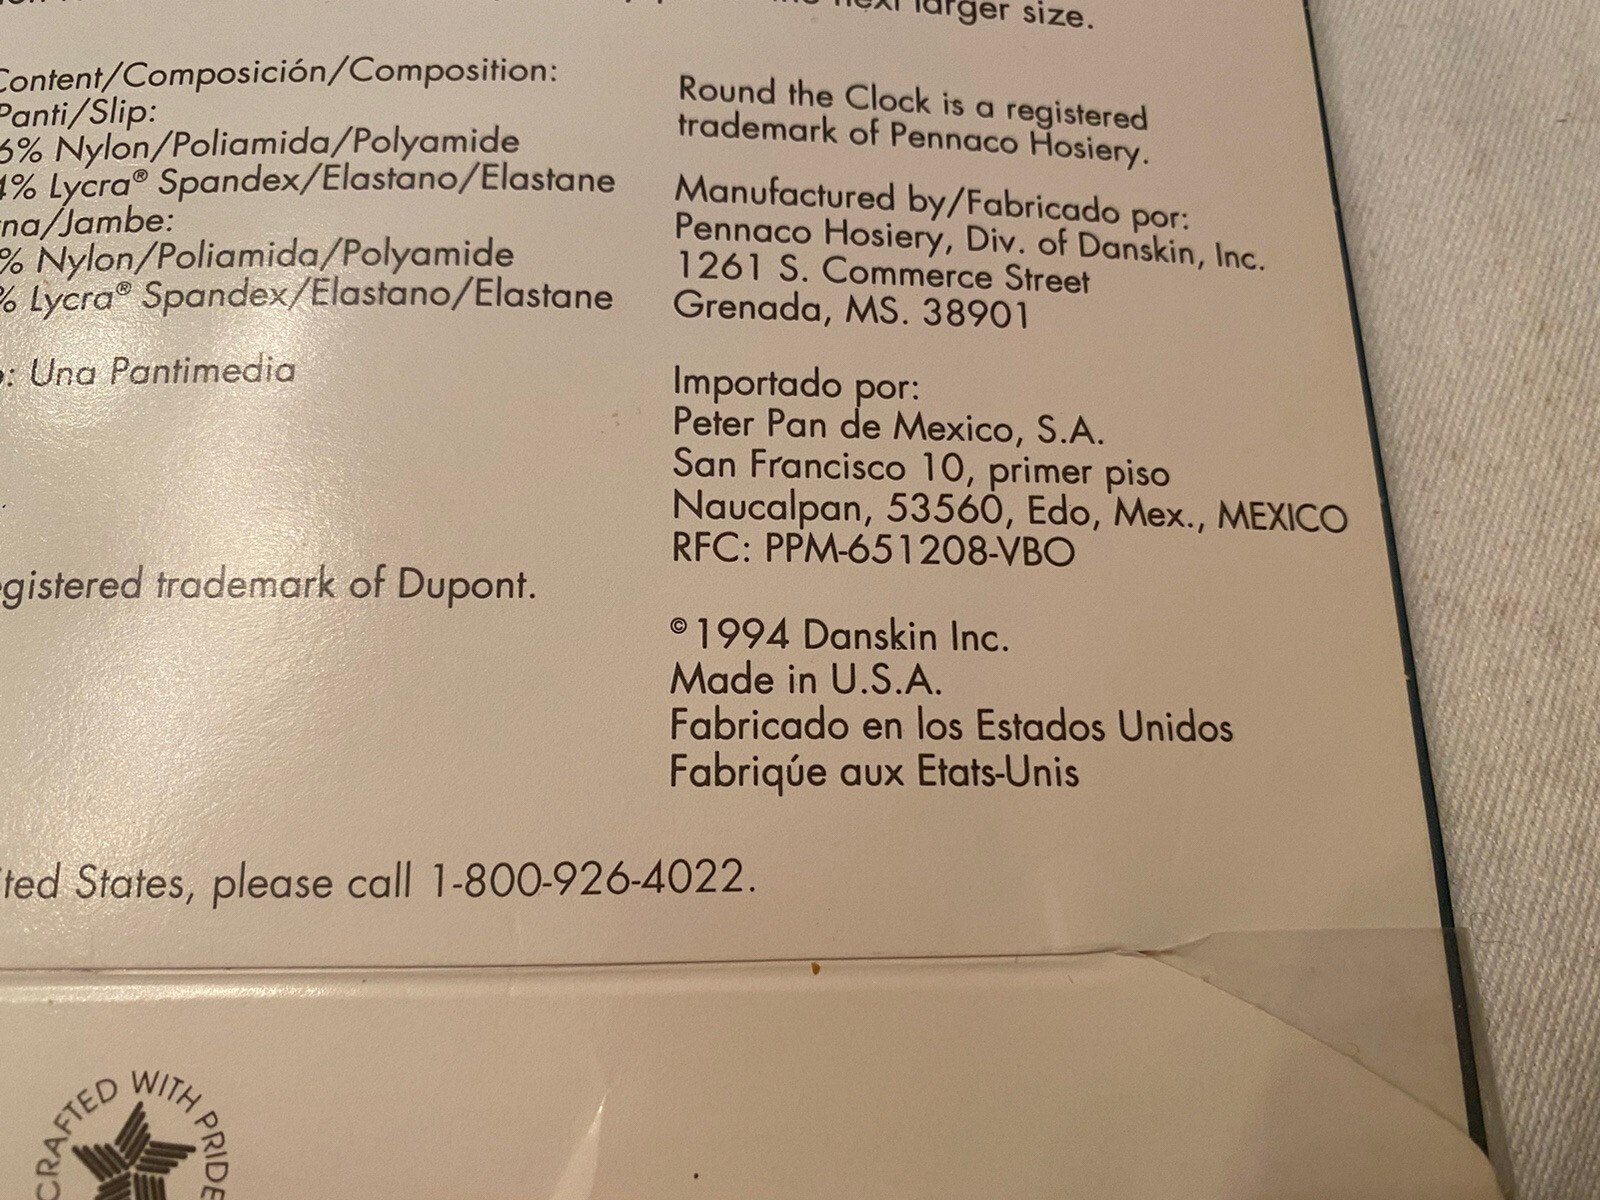 larger size.
Content/Composición/Composition:
Panti/Slip:
6% Nylon/Poliamida/Polyamide
4% Lycra® Spandex/Elastano/Elastane
na/Jambe:
% Nylon/Poliamida/Polyamide
% Lycra® Spandex/Elastano/Elastane
: Una Pantimedia
gistered trademark of Dupont.
Round the Clock is a registered
trademark of Pennaco Hosiery.
Manufactured by/Fabricado por:
Pennaco Hosiery, Div. of Danskin, Inc.
1261 S. Commerce Street
Grenada, MS. 38901
Importado por:
Peter Pan de Mexico, S.A.
San Francisco 10, primer piso
Naucalpan, 53560, Edo, Mex., MEXICO
RFC: PPM-651208-VBO
© 1994 Danskin Inc.
Made in U.S.A.
Fabricado en los Estados Unidos
Fabriqúe aux Etats-Unis
ted States, please call 1-800-926-4022.
CRAFTED WITH PRIDE